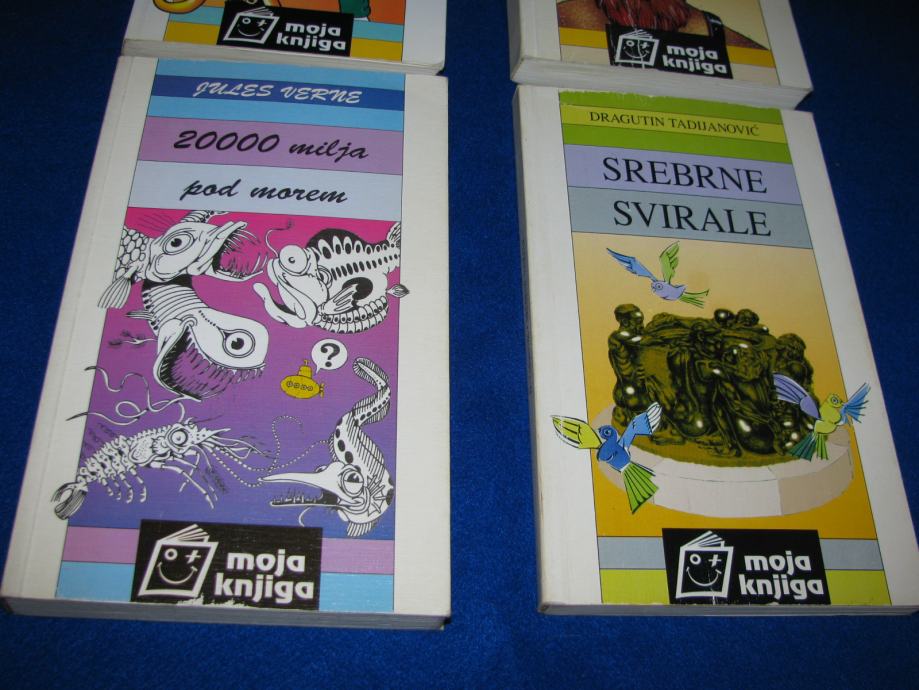 moja
knjiga
moja
knjiga
JULES VERNE
20000 milja
pod morem
?
moja
knjiga
DRAGUTIN TADIJANOVIĆ
SREBRNE
SVIRALE
moja
knjiga